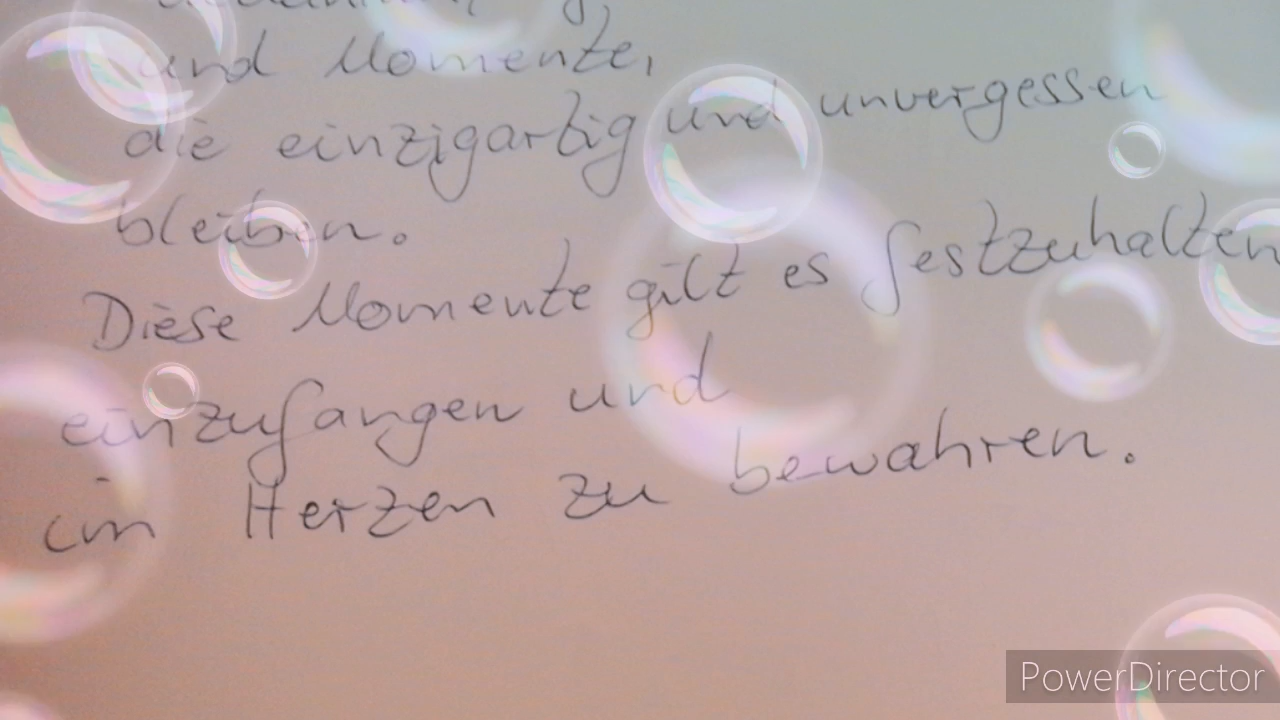 und Momente,
die einzigartig und unvergessen
bleiben.
Diese Momente gilt es festzuhalten
einzufangen und
im Herzen zu bewahren.
PowerDirector